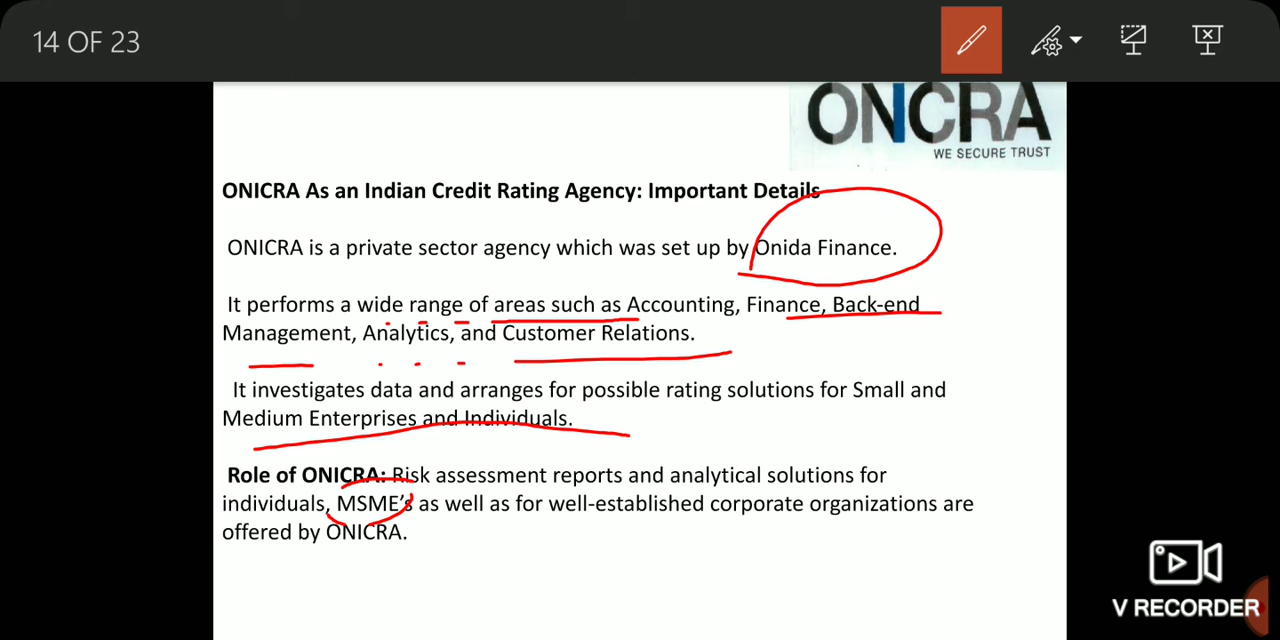 14 OF 23
ONCRA
WE SECURE TRUST
ONICRA As an Indian Credit Rating Agency: Important Details
ONICRA is a private sector agency which was set up by Onida Finance.
It performs a wide range of areas such as Accounting, Finance, Back-end
Management, Analytics, and Customer Relations.
It investigates data and arranges for possible rating solutions for Small and
Medium Enterprises and Individuals.
Role of ONICRA: Risk assessment reports and analytical solutions for
individuals, MSME's as well as for well-established corporate organizations are
offered by ONICRA.
V RECORDER